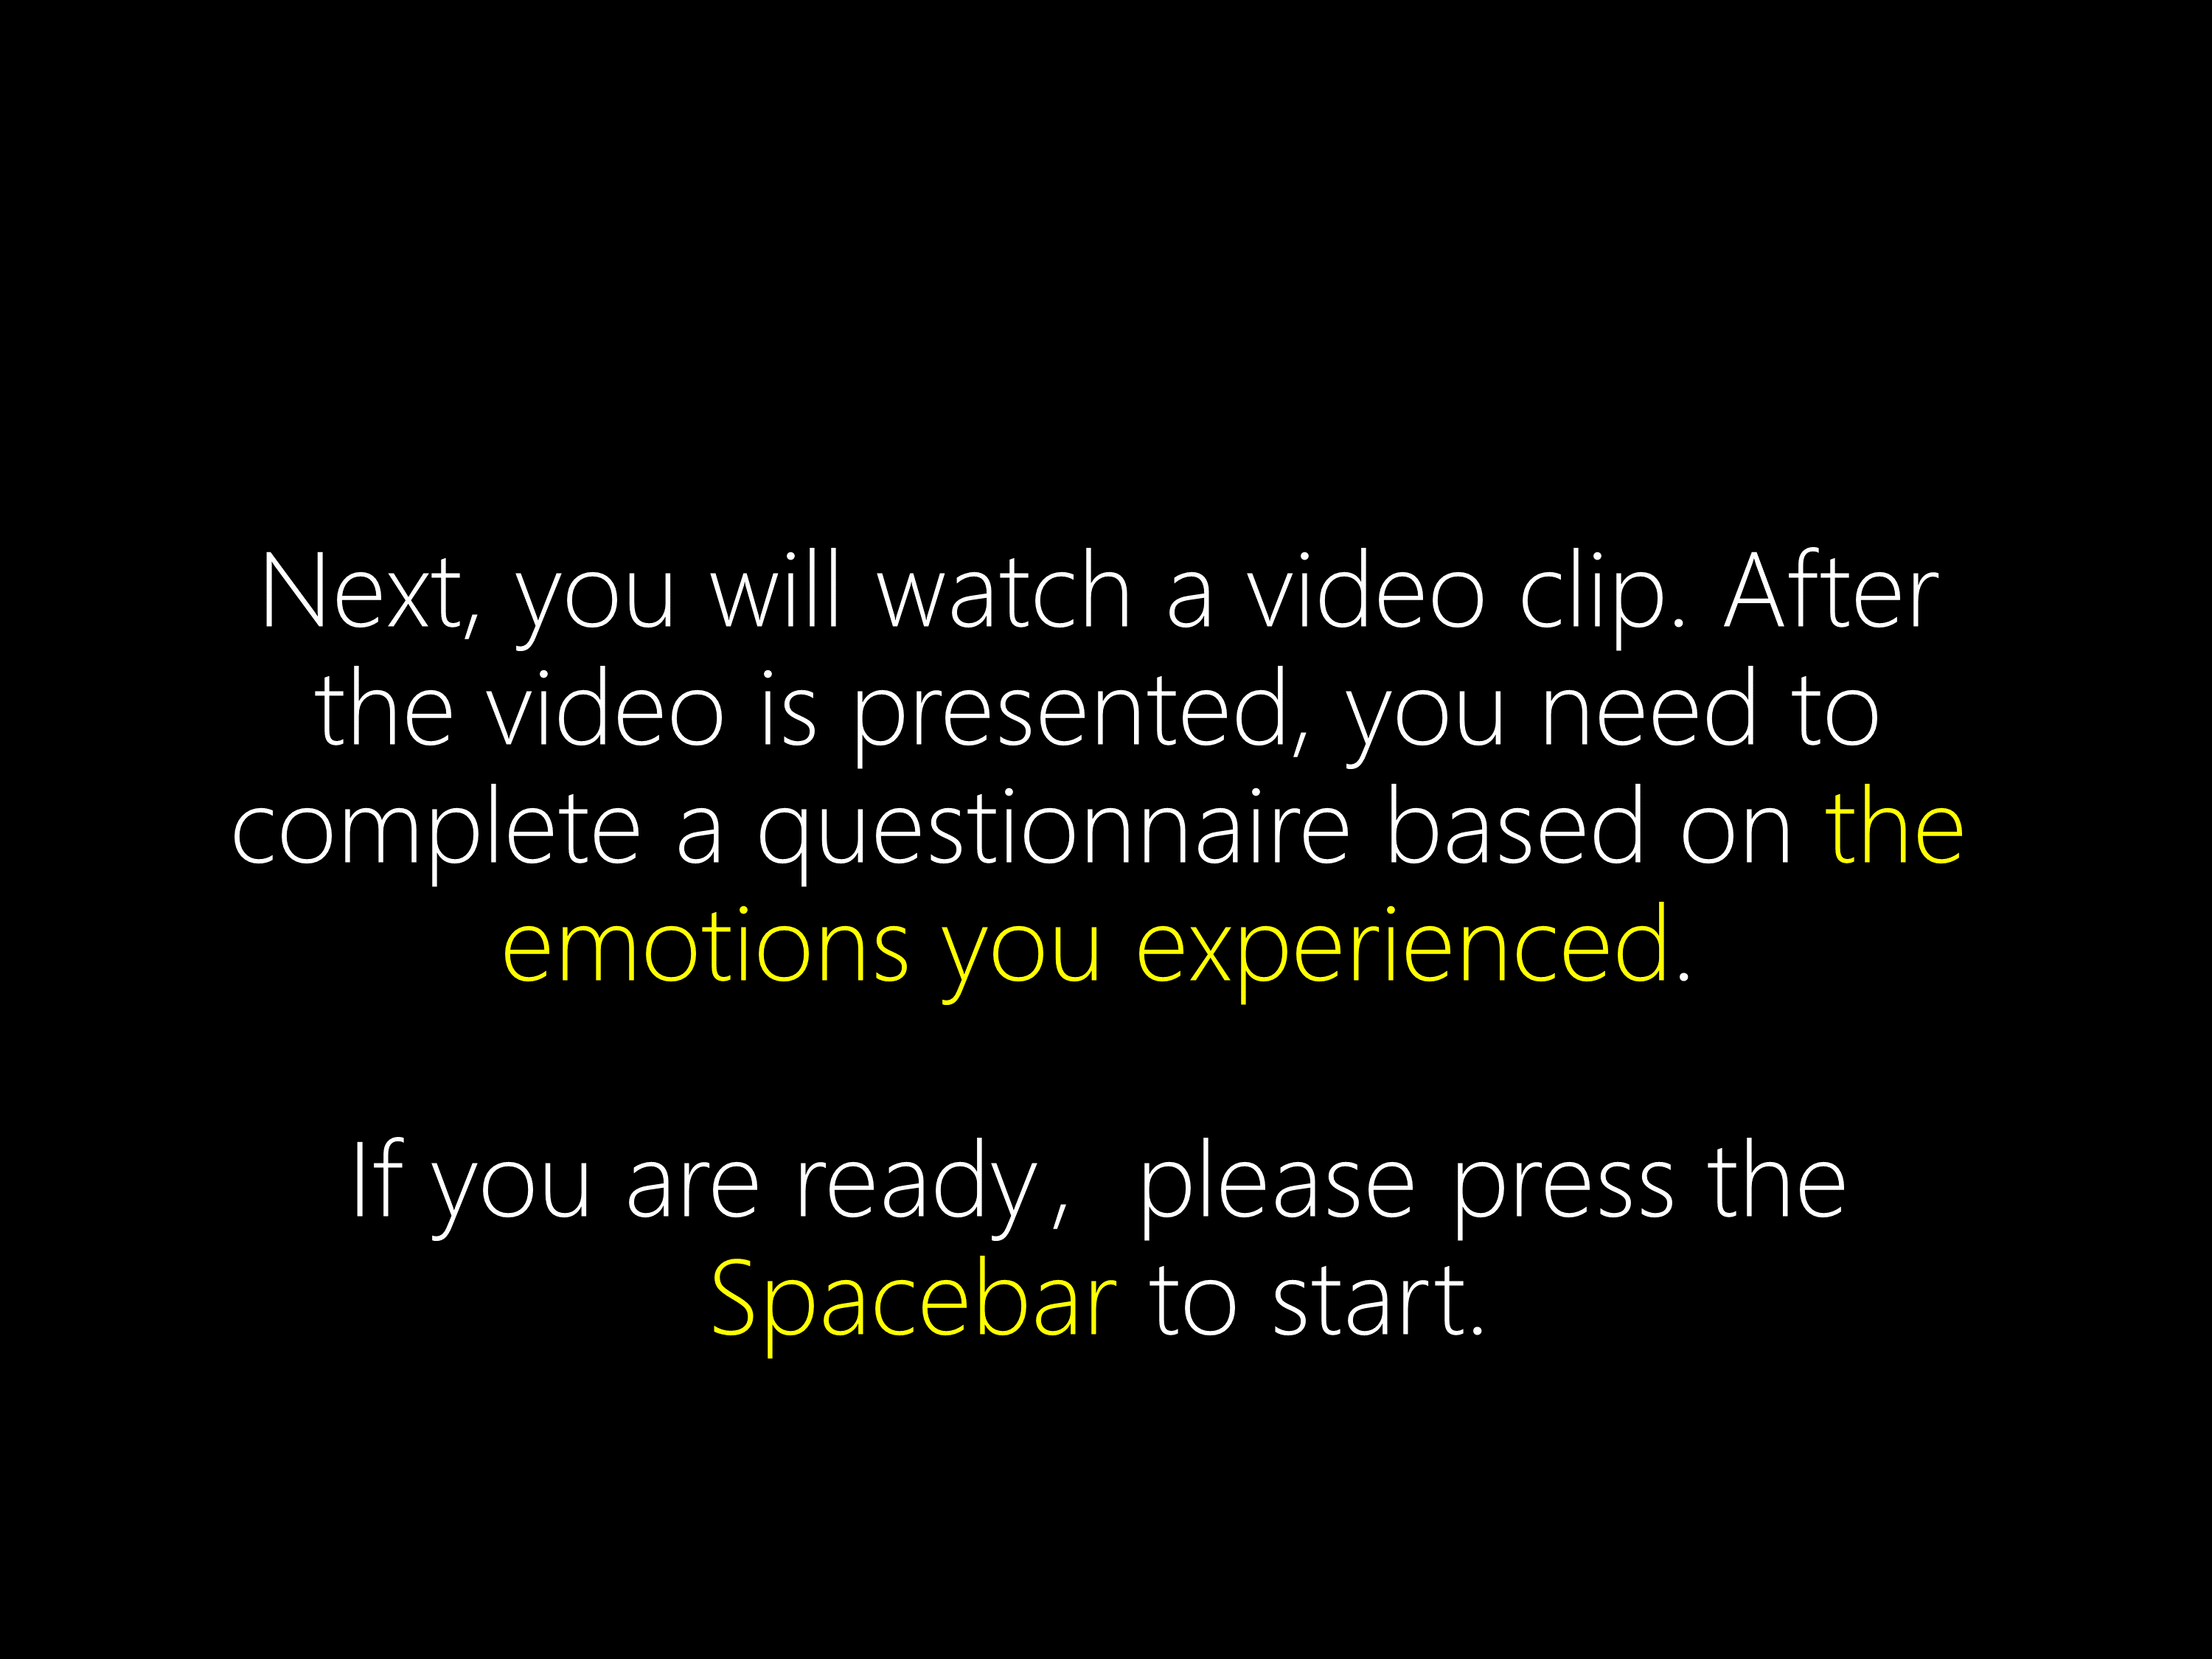 Next, you will watch a video clip. After
the video is presented, you need to
complete a questionnaire based on the
emotions you experienced.
If you are ready,  please press the
Spacebar to start.